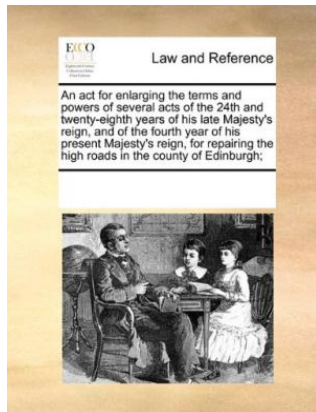 ECCO
Law and Reference
An act for enlarging the terms and
powers of several acts of the 24th and
twenty-eighth years of his late Majesty's
reign, and of the fourth year of his
present Majesty's reign, for repairing the
high roads in the county of Edinburgh;